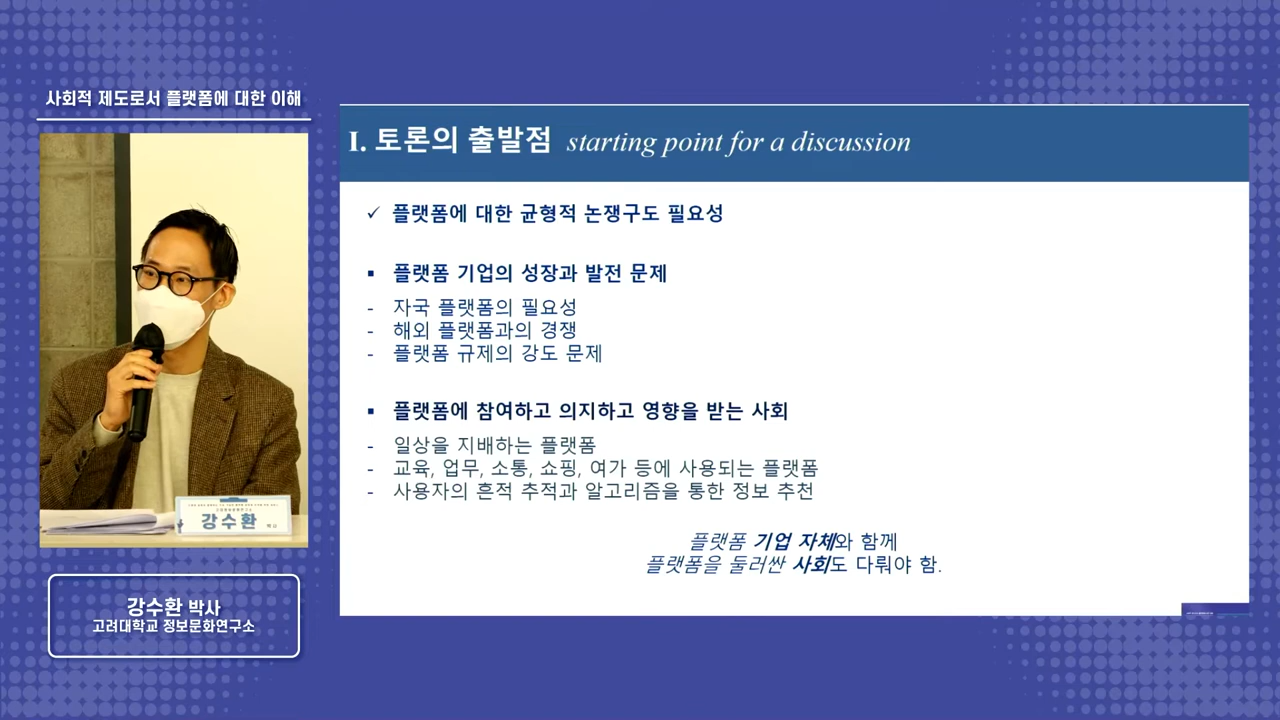 사회적 제도로서 플랫폼에 대한 이해
I. 토론의 출발점 starting point for a discussion
✓ 플랫폼에 대한 균형적 논쟁구도 필요성
▪ 플랫폼 기업의 성장과 발전 문제
- 자국 플랫폼의 필요성
- 해외 플랫폼과의 경쟁
- 플랫폼 규제의 강도 문제
▪ 플랫폼에 참여하고 의지하고 영향을 받는 사회
- 일상을 지배하는 플랫폼
- 교육, 업무, 소통, 쇼핑, 여가 등에 사용되는 플랫폼
- 사용자의 흔적 추적과 알고리즘을 통한 정보 추천
플랫폼 기업 자체와 함께
플랫폼을 둘러싼 사회도 다뤄야 함.
강수환 박사
강수환 박사
고려대학교 정보문화연구소